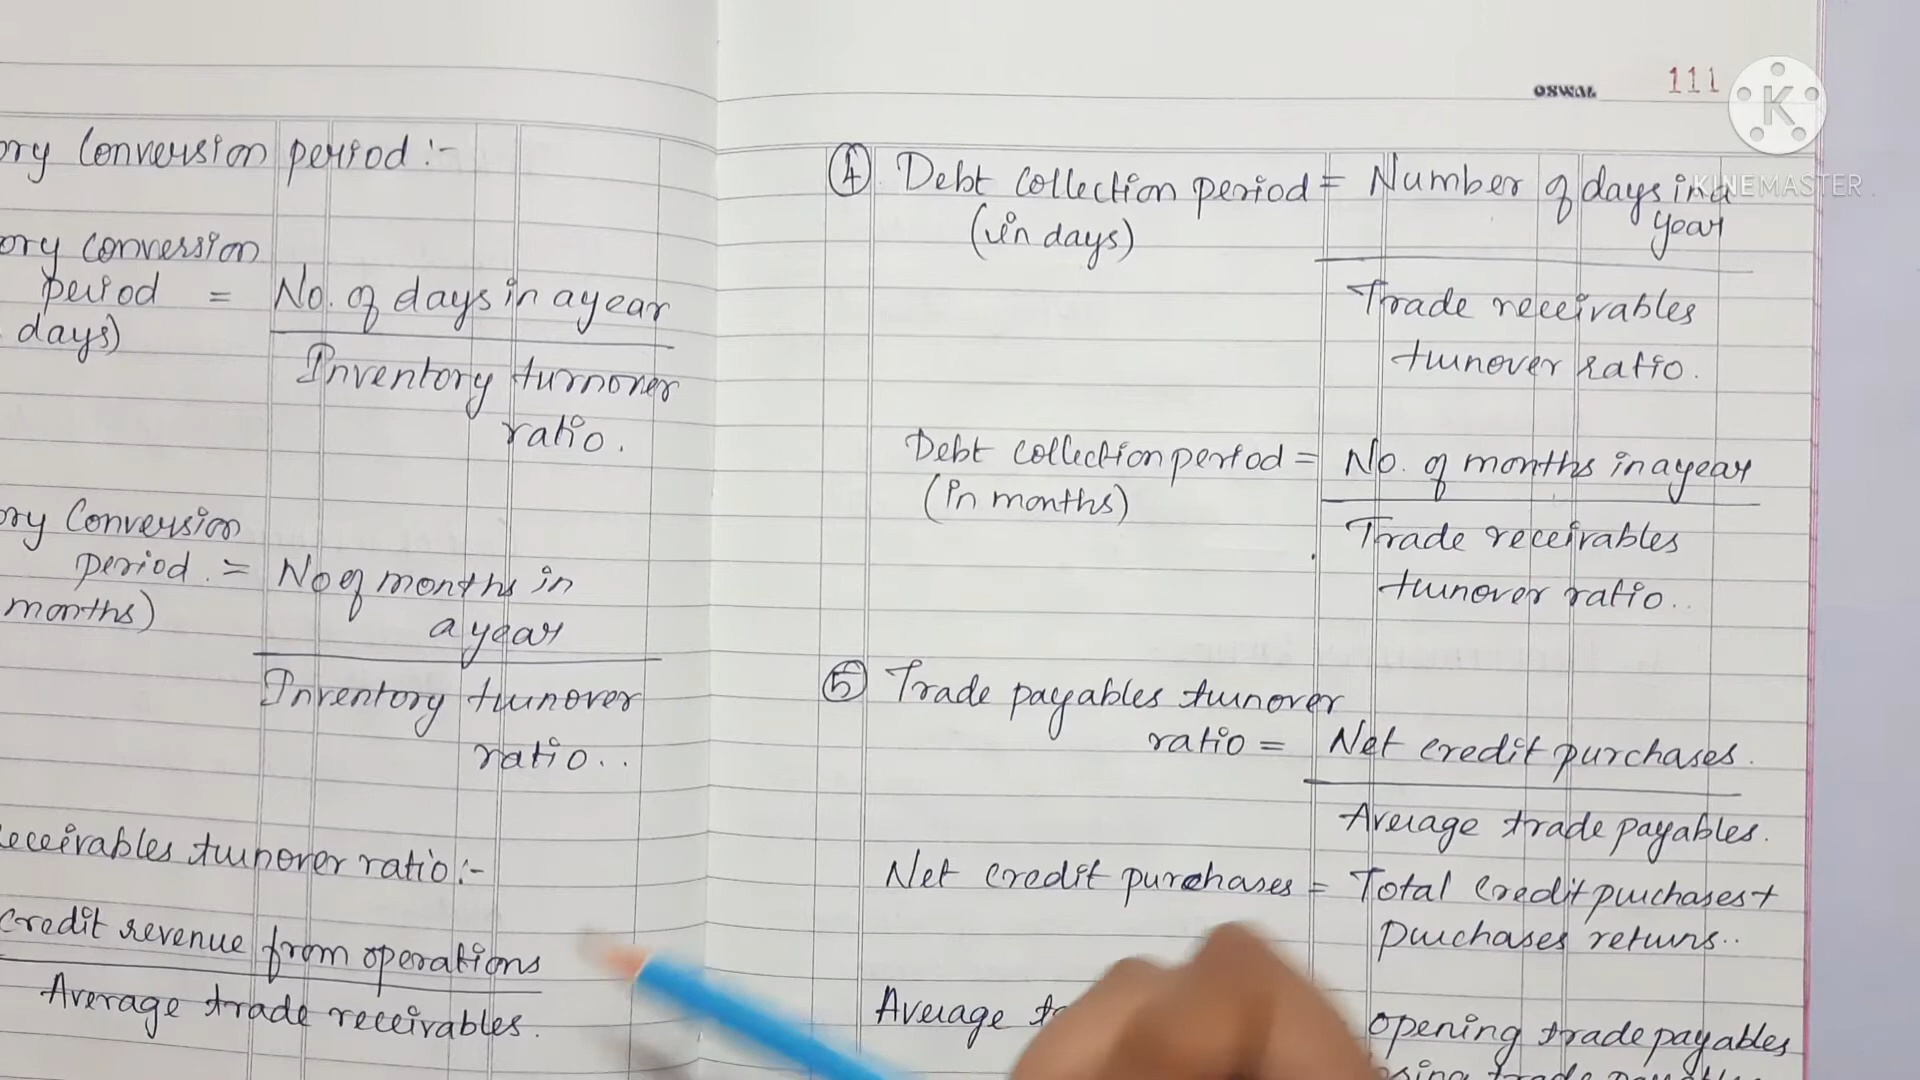 ory Conversion period :-
ory conversion
period = No. of days in a year
days)
Inventory turnover
ratio.
ory Conversion
period. = No of months in
months) a year
Inventory turnover
ratio..
eceivables turnover ratio :-
credit revenue from operations
Average trade receivables.
OSWAL 111
K
KINEMASTER
④ Debt collection period = Number of days in a
(in days) year
Trade receivables
turnover ratio.
Debt collection period = No. of months in a year
(in months)
Trade receivables
turnover ratio..
⑤ Trade payables turnover
ratio = Net credit purchases.
Average trade payables.
Net credit purchases = Total credit purchases +
purchases returns..
Average opening trade payables